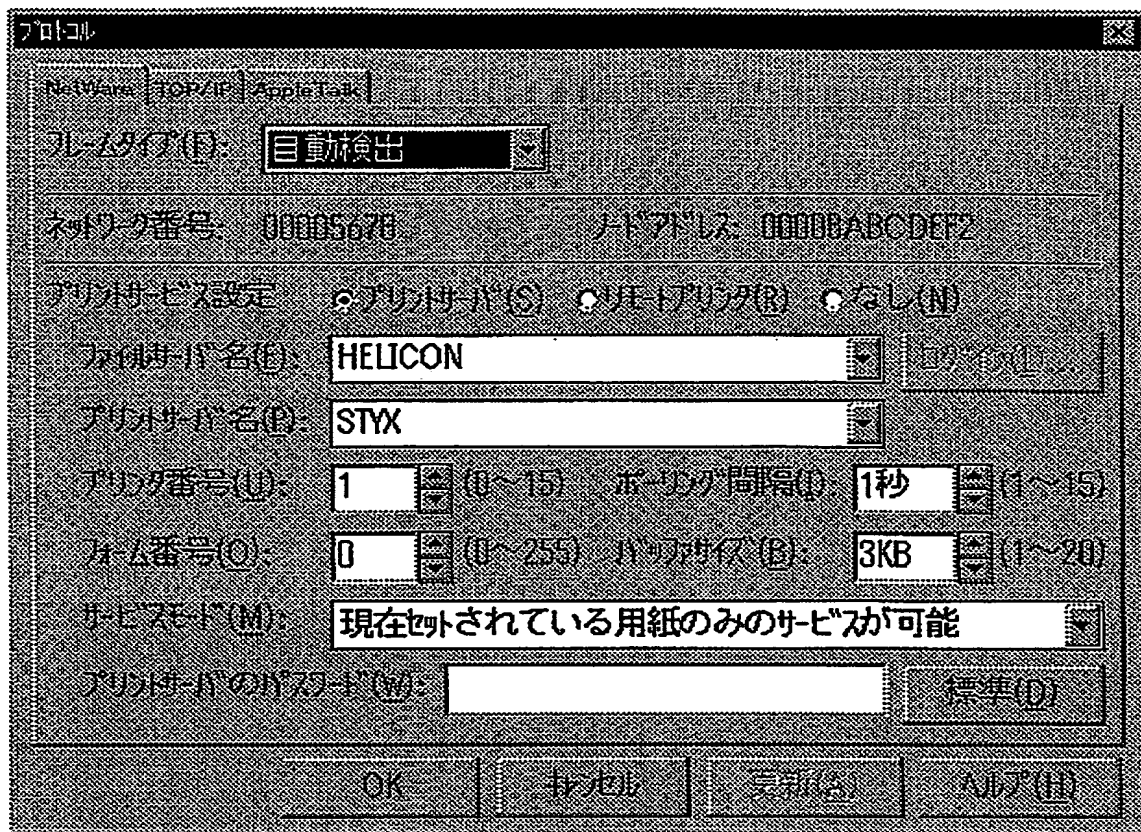 プロトコル
NetWare TCP/IP AppleTalk
フレームタイプ(F): 自動検出
ネットワーク番号: 00005678 ノードアドレス: 00000BABCDEF2
プリントサービス設定 プリントサーバ(S) リモートプリンタ(R) なし(N)
ファイルサーバ名(E): HELICON ログイン(L)...
プリントサーバ名(P): STYX
プリンタ番号(U): 1 (0～15) ポーリング間隔(I): 1秒 (1～15)
フォーム番号(O): 0 (0～255) バッファサイズ(B): 3KB (1～20)
サービスモード(M): 現在セットされている用紙のみのサービスが可能
プリントサーバのパスワード(W): 標準(D)
OK キャンセル 更新(A) ヘルプ(H)